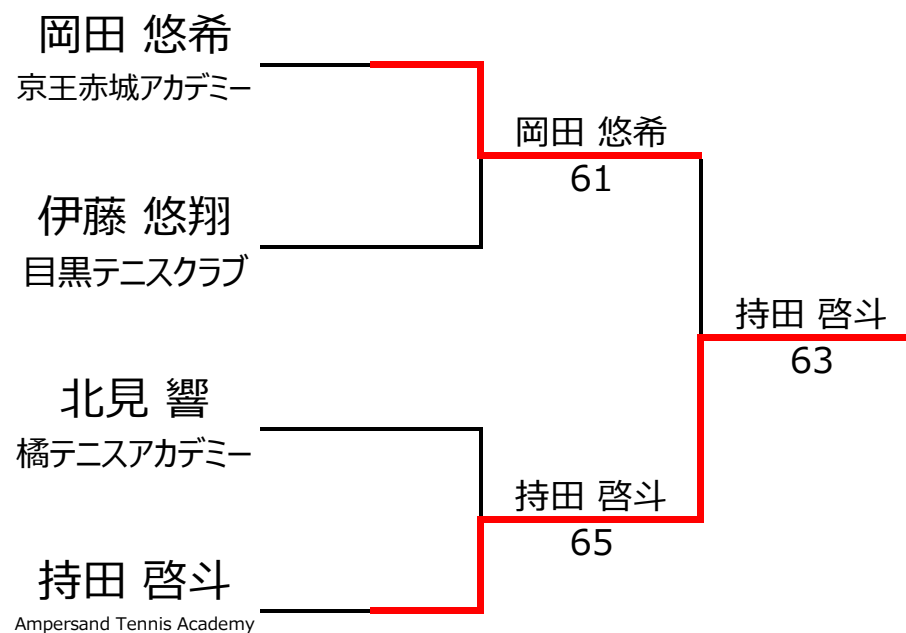 岡田 悠希
京王赤城アカデミー
岡田 悠希
61
伊藤 悠翔
目黒テニスクラブ
持田 啓斗
63
北見 響
橘テニスアカデミー
持田 啓斗
65
持田 啓斗
Ampersand Tennis Academy